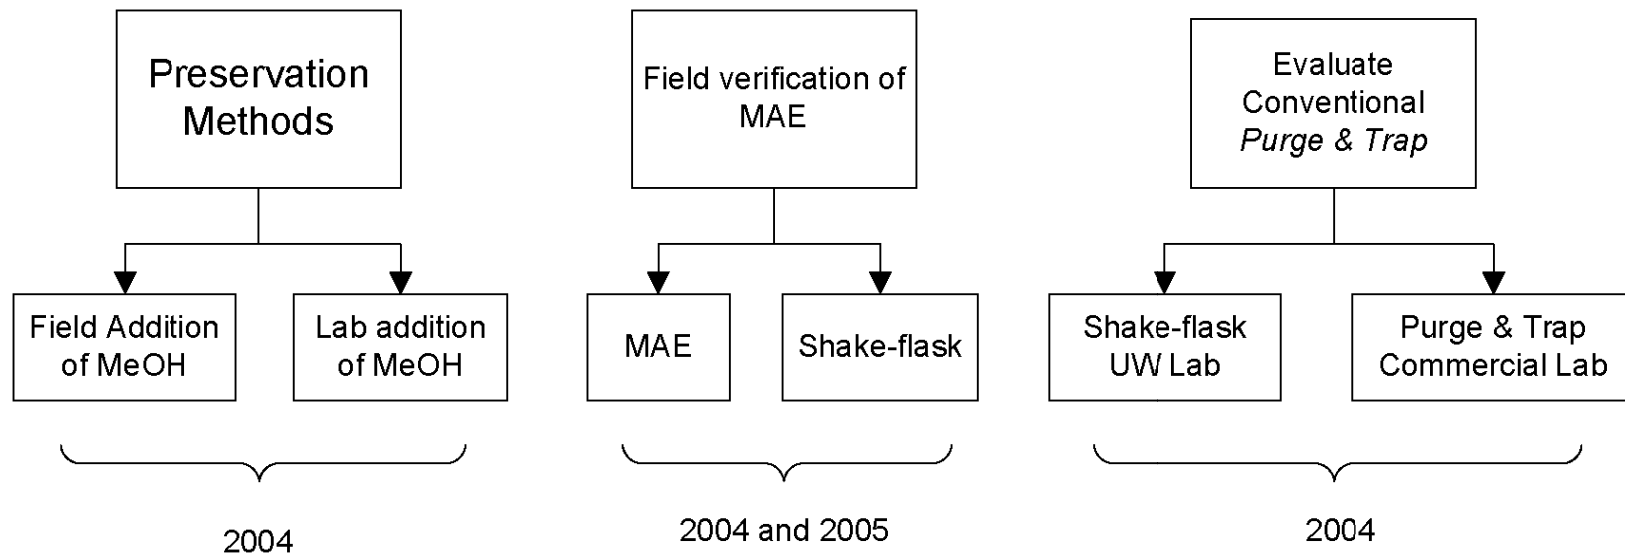 Preservation
Methods
Field verification of
MAE
Evaluate
Conventional
Purge & Trap
Field Addition
of MeOH
Lab addition
of MeOH
MAE
Shake-flask
Shake-flask
UW Lab
Purge & Trap
Commercial Lab
2004
2004 and 2005
2004